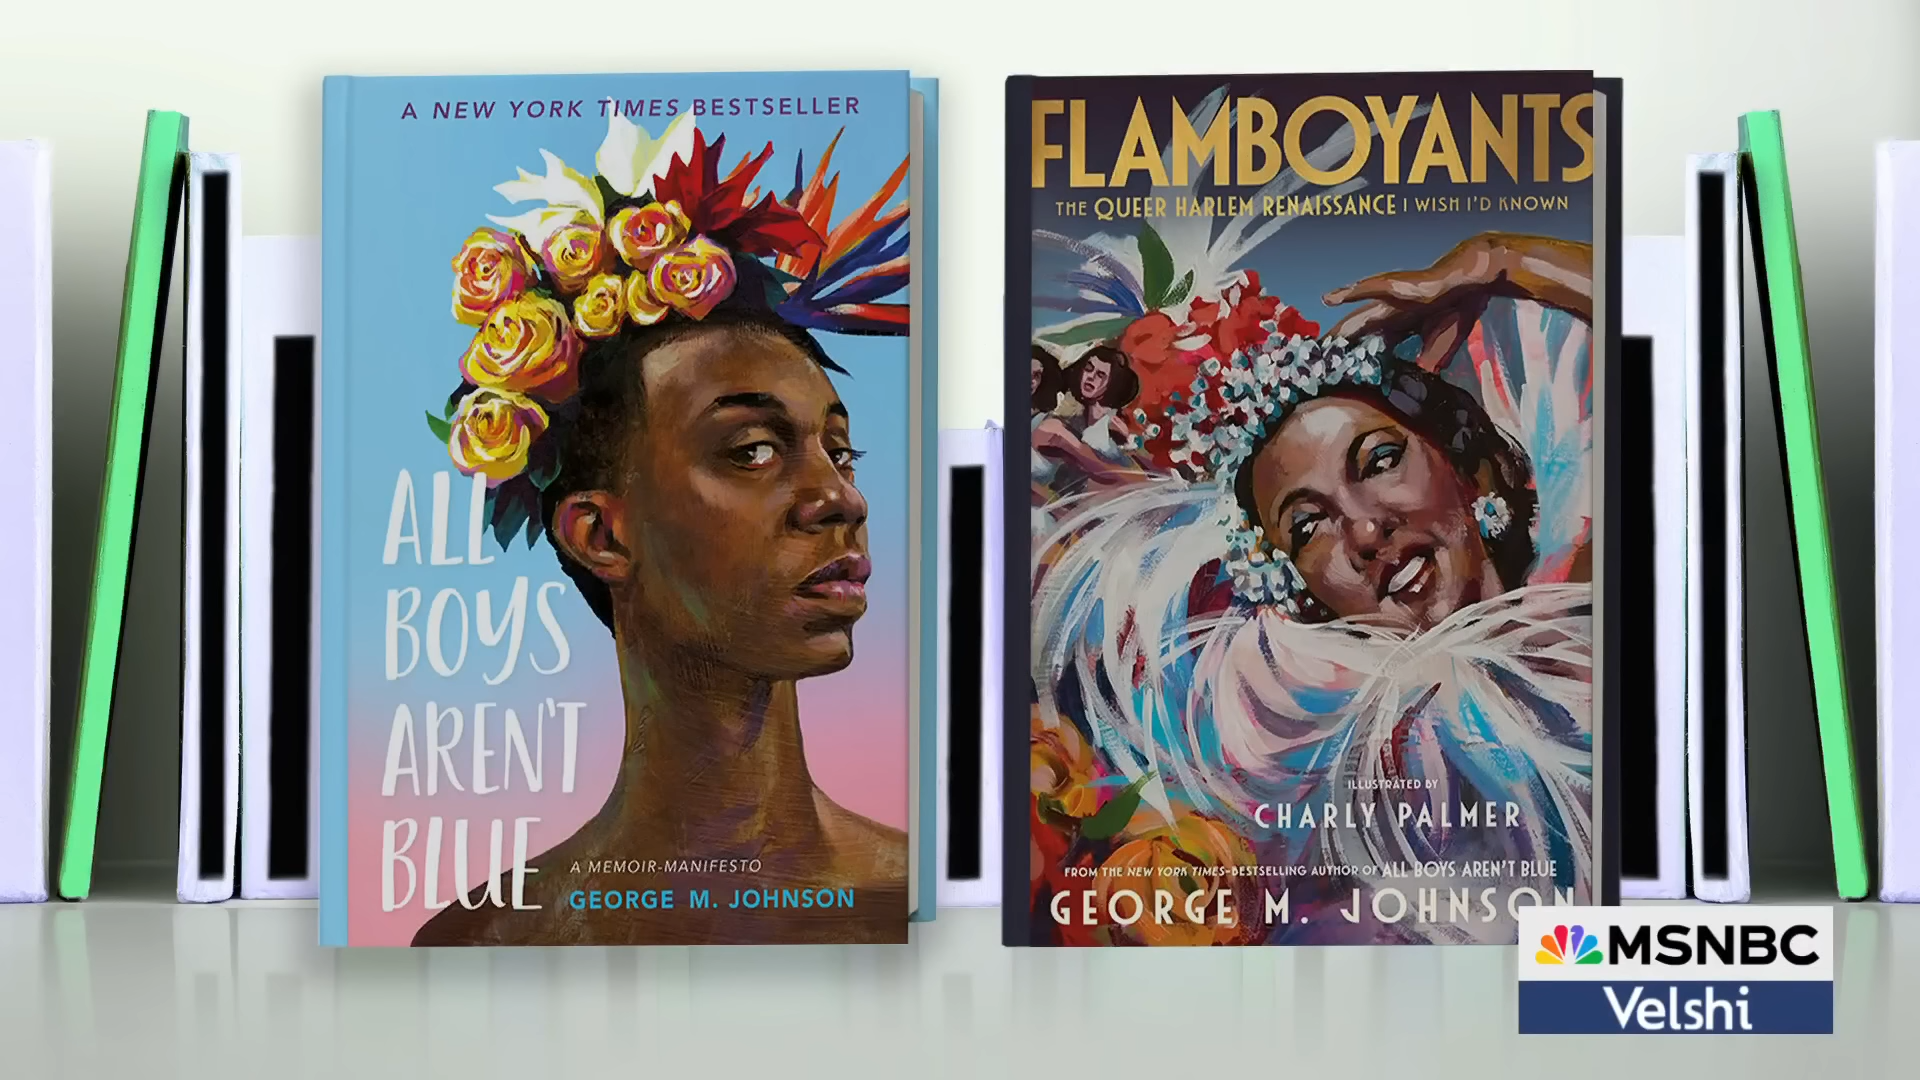 A NEW YORK TIMES BESTSELLER
ALL
BOYS
AREN'T
BLUE
A MEMOIR-MANIFESTO
GEORGE M. JOHNSON
FLAMBOYANTS
THE QUEER HARLEM RENAISSANCE I WISH I'D KNOWN
ILLUSTRATED BY
CHARLY PALMER
FROM THE NEW YORK TIMES-BESTSELLING AUTHOR OF ALL BOYS AREN'T BLUE
GEORGE M. JOHNSON
MSNBC
Velshi